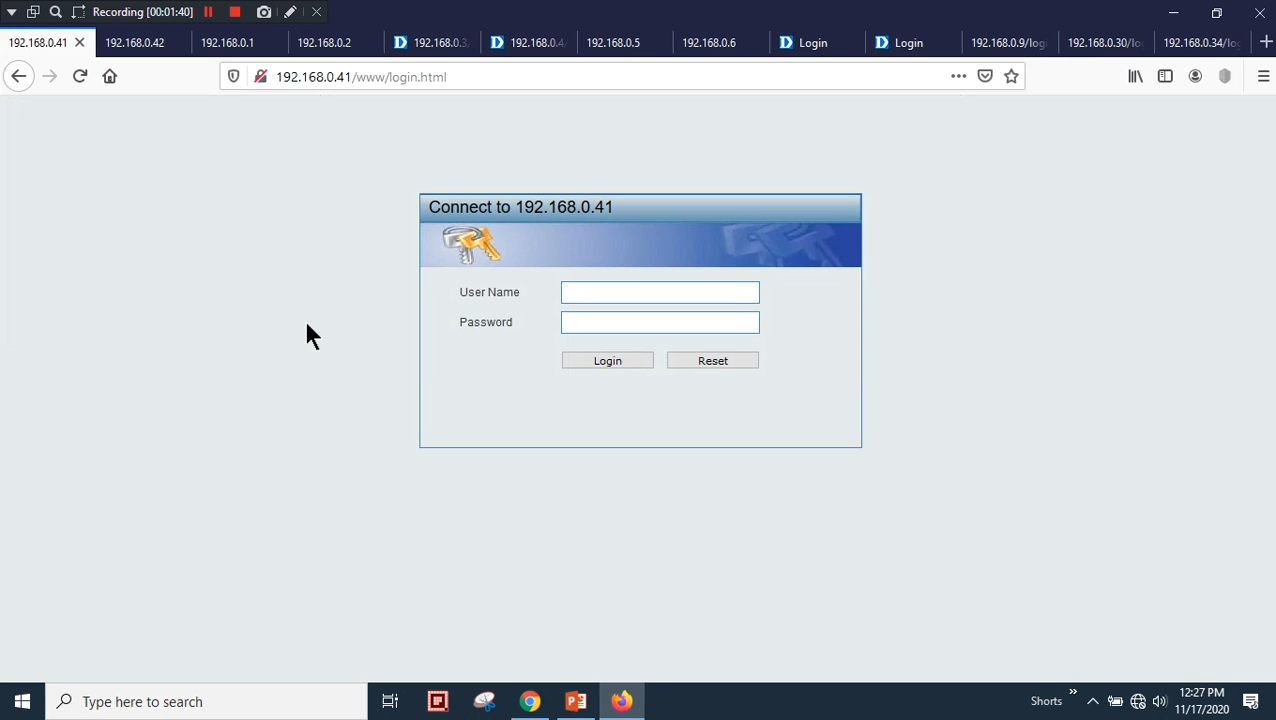 Recording [00:01:40]
192.168.0.41
192.168.0.42
192.168.0.1
192.168.0.2
192.168.0.3/
192.168.0.4/
192.168.0.5
192.168.0.6
Login
Login
192.168.0.9/log
192.168.0.30/lo
192.168.0.34/log
192.168.0.41/www/login.html
Connect to 192.168.0.41
User Name
Password
Login Reset
Type here to search
Shorts
12:27 PM
11/17/2020